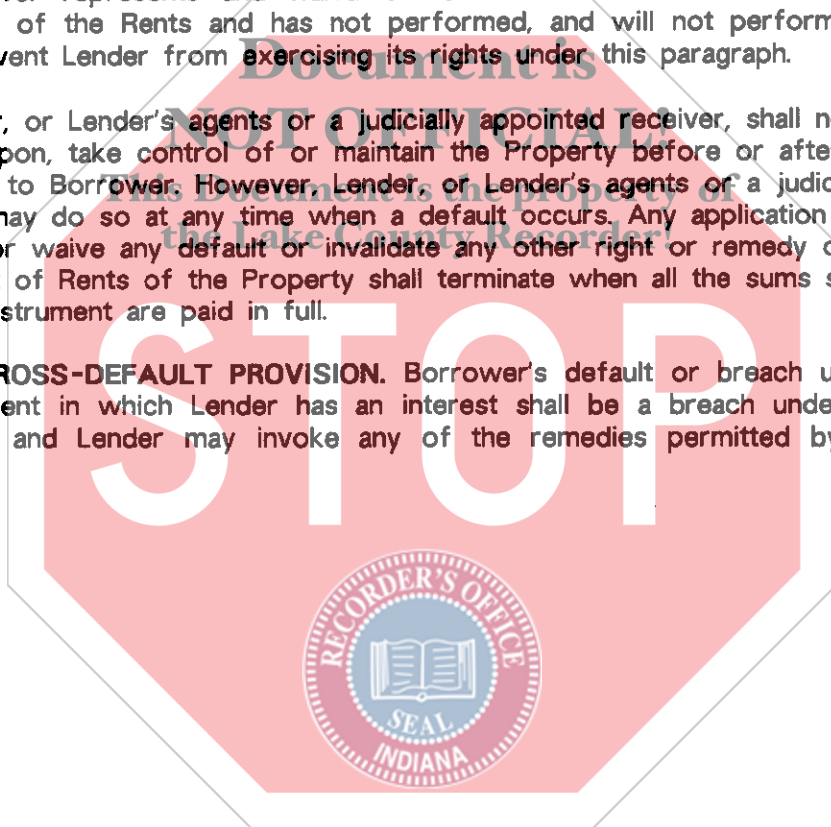 of the Rents and has not performed, and will not perform
vent Lender from exercising its rights under this paragraph.
Document is
or Lender's agents or a judicially appointed receiver, shall
NOT OFFICIAL!
pon, take control of or maintain the Property before or afte
to Borrower. However, Lender, or Lender's agents or a judic
This Document is the property of
may do so at any time when a default occurs. Any application
the Lake County Recorder!
or waive any default or invalidate any other right or remedy
of Rents of the Property shall terminate when all the sums s
strument are paid in full.
ROSS-DEFAULT PROVISION. Borrower's default or breach u
ent in which Lender has an interest shall be a breach unde
and Lender may invoke any of the remedies permitted by
STOP
RECORDER'S OFFICE
SEAL
INDIANA